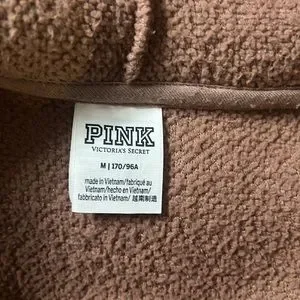 PINK
VICTORIA'S SECRET
M | 170/96A
made in Vietnam/fabriqué au
Vietnam/hecho en Vietnam/
fabbricato in Vietnam/ 越南制造